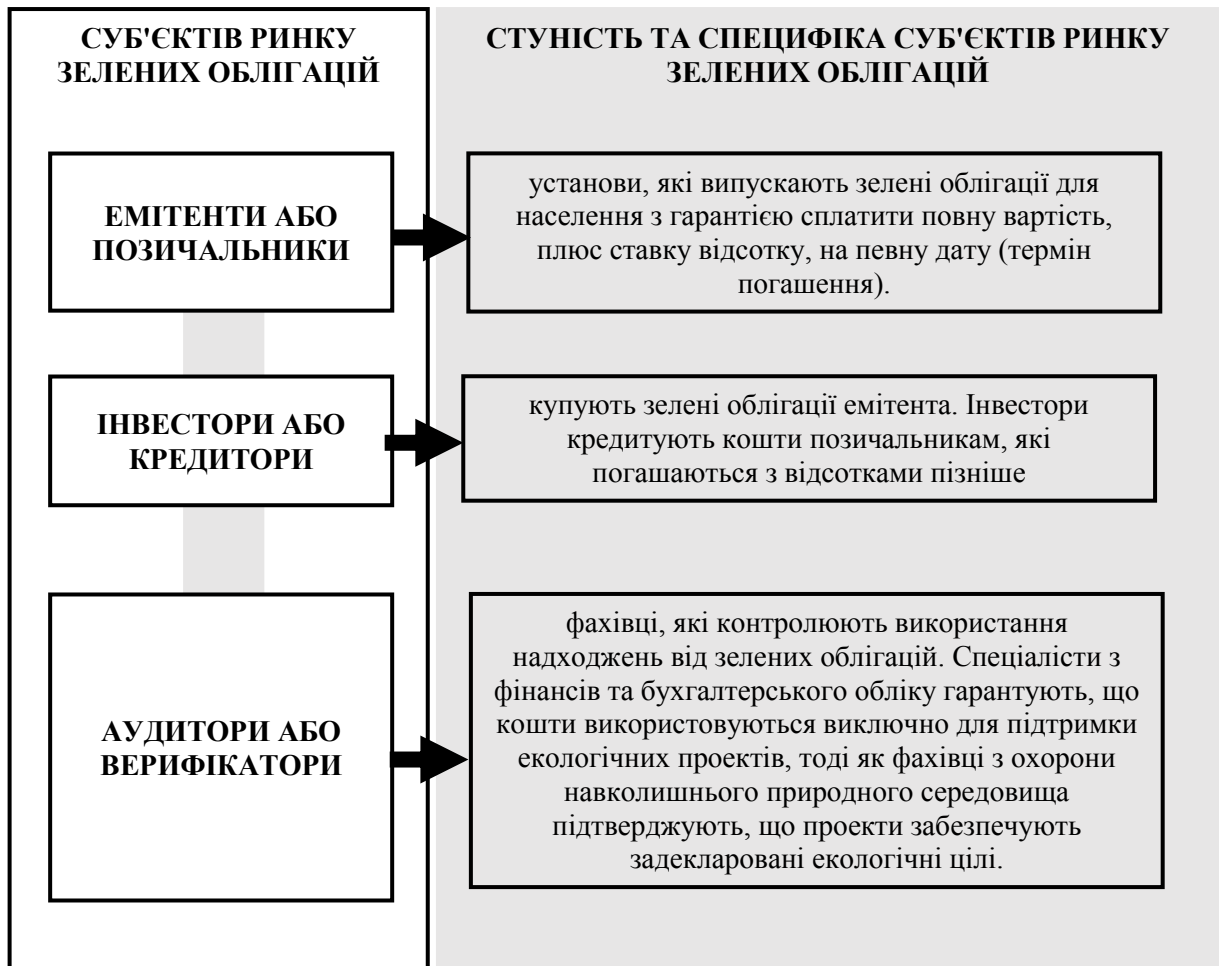 СУБ'ЄКТІВ РИНКУ
ЗЕЛЕНИХ ОБЛІГАЦІЙ
СТУНІСТЬ ТА СПЕЦИФІКА СУБ'ЄКТІВ РИНКУ
ЗЕЛЕНИХ ОБЛІГАЦІЙ
ЕМІТЕНТИ АБО
ПОЗИЧАЛЬНИКИ
установи, які випускають зелені облігації для
населення з гарантією сплатити повну вартість,
плюс ставку відсотку, на певну дату (термін
погашення).
ІНВЕСТОРИ АБО
КРЕДИТОРИ
купують зелені облігації емітента. Інвестори
кредитують кошти позичальникам, які
погашаються з відсотками пізніше
АУДИТОРИ АБО
ВЕРИФІКАТОРИ
фахівці, які контролюють використання
надходжень від зелених облігацій. Спеціалісти з
фінансів та бухгалтерського обліку гарантують, що
кошти використовуються виключно для підтримки
екологічних проектів, тоді як фахівці з охорони
навколишнього природного середовища
підтверджують, що проекти забезпечують
задекларовані екологічні цілі.